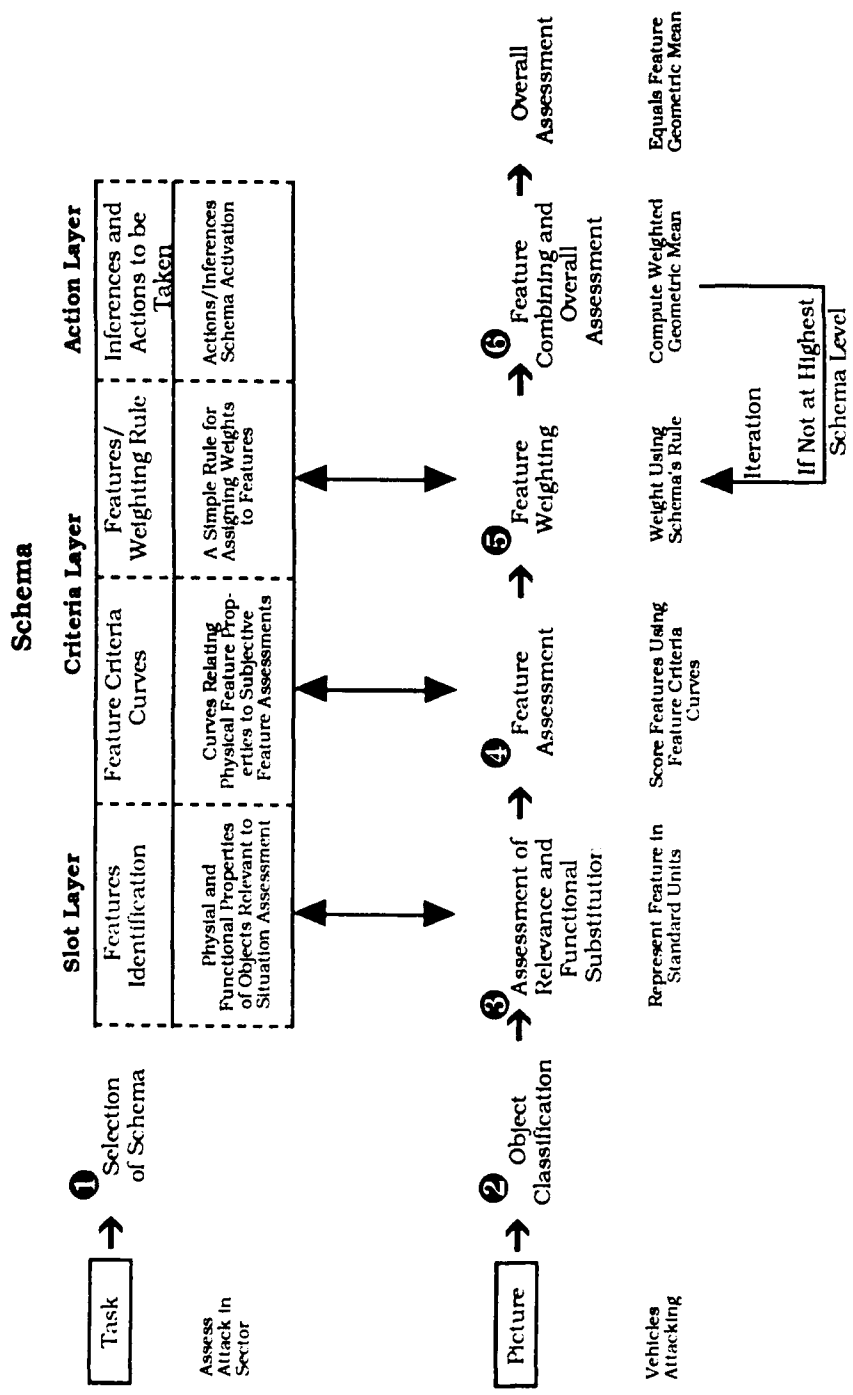 Schema
Slot Layer
Criteria Layer
Action Layer
Task
1
Selection
of Schema
Features
Identification
Feature Criteria
Curves
Features/
Weighting Rule
Inferences and
Actions to be
Taken
Assess
Attack in
Sector
Physial and
Functional Properties
of Objects Relevant to
Situation Assessment
Curves Relating
Physical Feature Prop-
erties to Subjective
Feature Assessments
A Simple Rule for
Assigning Weights
to Features
Actions/Inferences
Schema Activation
Picture
2
Object
Classification
3
Assessment of
Relevance and
Functional
Substitution
4
Feature
Assessment
5
Feature
Weighting
6
Feature
Combining and
Overall
Assessment
Overall
Assessment
Vehicles
Attacking
Represent Feature in
Standard Units
Score Features Using
Feature Criteria
Curves
Weight Using
Schema's Rule
Compute Weighted
Geometric Mean
Equals Feature
Geometric Mean
Iteration
If Not at Highest
Schema Level